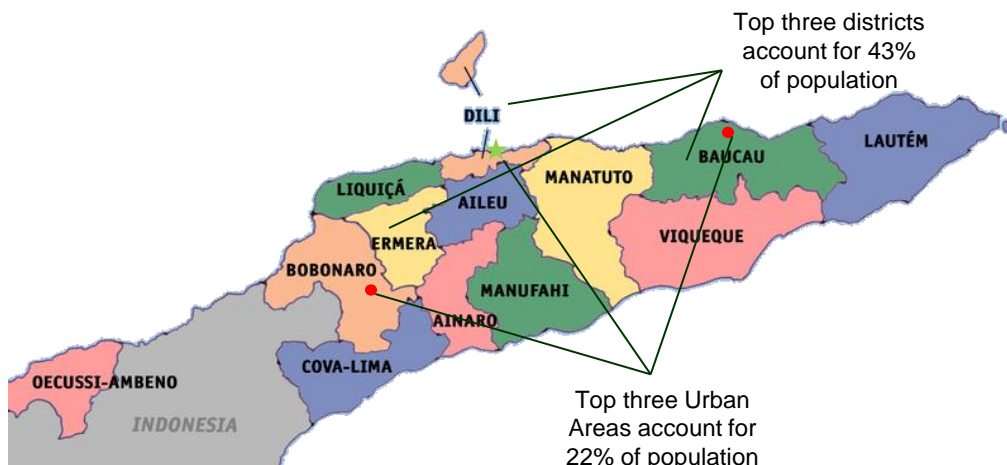 Top three districts
account for 43%
of population
DILI
LAUTÉM
BAUCAU
MANATUTO
LIQUIÇÁ
AILEU
VIQUEQUE
ERMERA
BOBONARO
MANUFAHI
AINARO
COVA-LIMA
OECUSSI-AMBENO
INDONESIA
Top three Urban
Areas account for
22% of population